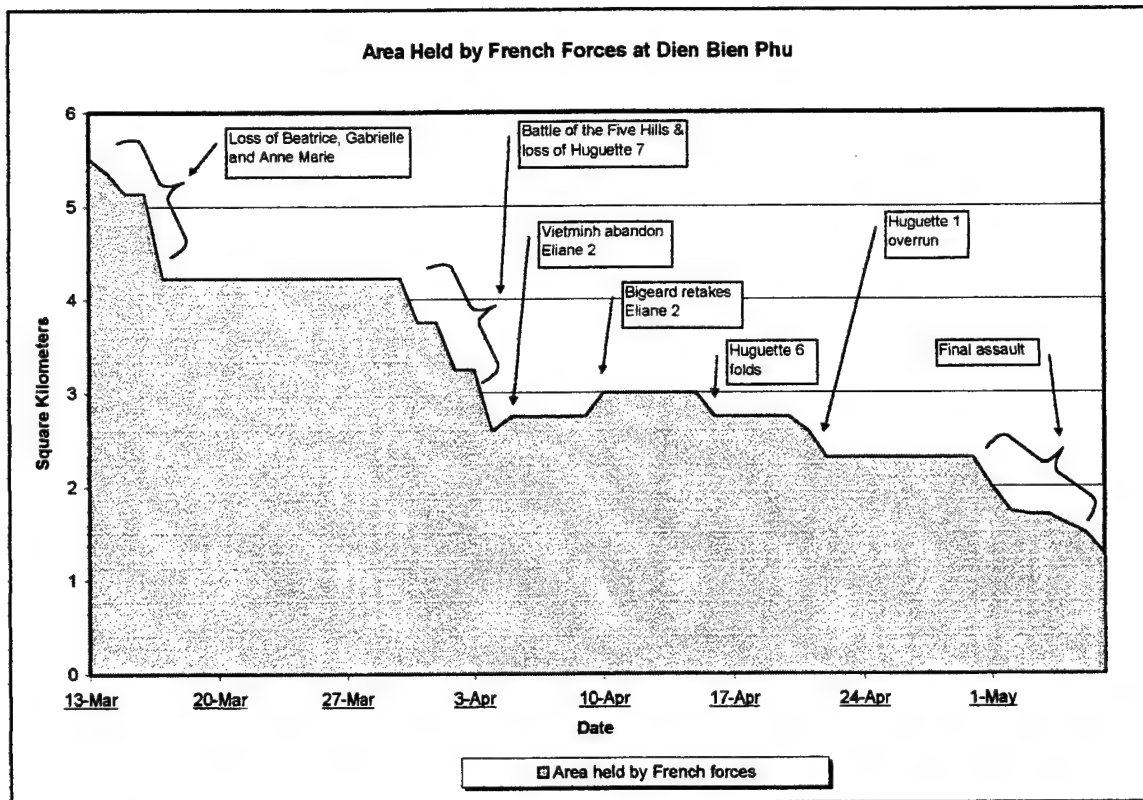 Area Held by French Forces at Dien Bien Phu
Loss of Beatrice, Gabrielle
and Anne Marie
Battle of the Five Hills &
loss of Huguette 7
Vietminh abandon
Eliane 2
Bigeard retakes
Eliane 2
Huguette 6
folds
Huguette 1
overrun
Final assault
Square Kilometers
6
5
4
3
2
1
0
13-Mar 20-Mar 27-Mar 3-Apr 10-Apr 17-Apr 24-Apr 1-May
Date
Area held by French forces